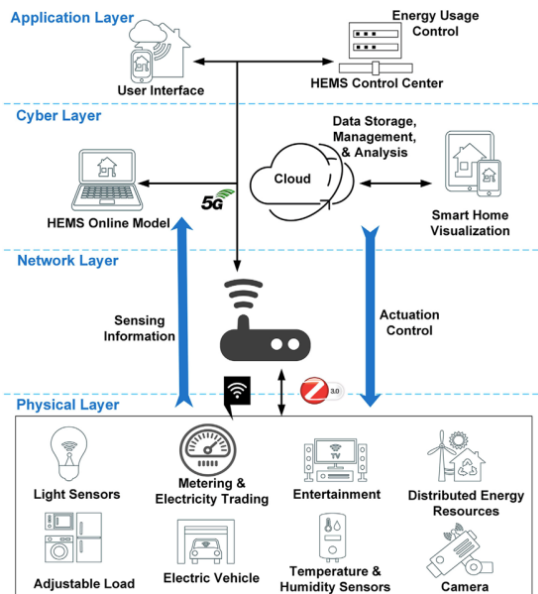 Application Layer
Energy Usage
Control
User Interface
HEMS Control Center
Cyber Layer
Data Storage,
Management,
& Analysis
Cloud
5G
HEMS Online Model
Smart Home
Visualization
Network Layer
Sensing
Information
Actuation
Control
Physical Layer
Z 3.0
TV
Light Sensors
Metering &
Electricity Trading
Entertainment
Distributed Energy
Resources
Adjustable Load
Electric Vehicle
Temperature &
Humidity Sensors
Camera